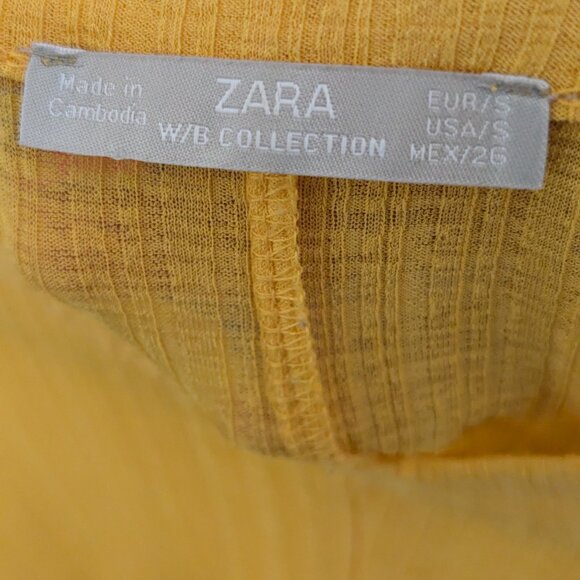 Made in
Cambodia
ZARA
W/B COLLECTION
EUR/S
USA/S
MEX/26